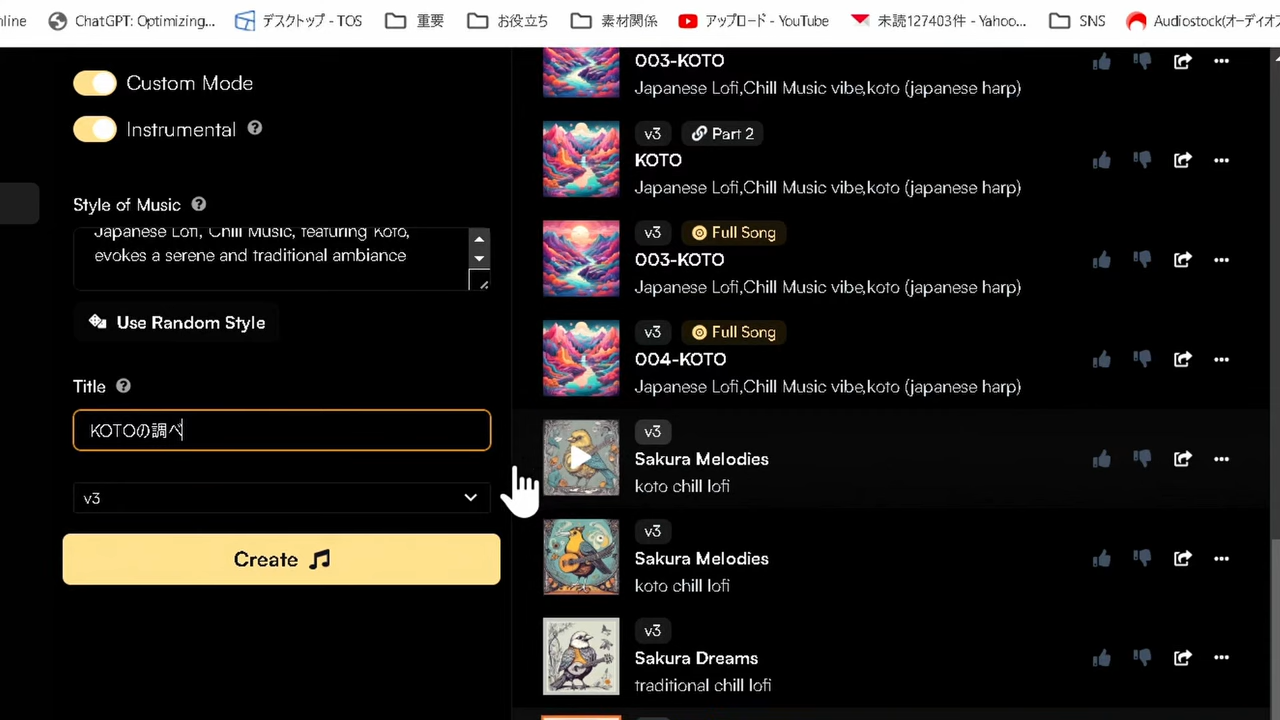 nline
ChatGPT: Optimizing...
デスクトップ - TOS
重要
お役立ち
素材関係
アップロード - YouTube
未読127403件 - Yahoo...
SNS
Audiostock(オーディオス
Custom Mode
Instrumental
Style of Music
Japanese Lofi, Chill Music, featuring Koto,
evokes a serene and traditional ambiance
Use Random Style
Title
KOTOの調べ
v3
Create
003-KOTO
Japanese Lofi,Chill Music vibe,koto (japanese harp)
v3 Part 2
KOTO
Japanese Lofi,Chill Music vibe,koto (japanese harp)
v3 Full Song
003-KOTO
Japanese Lofi,Chill Music vibe,koto (japanese harp)
v3 Full Song
004-KOTO
Japanese Lofi,Chill Music vibe,koto (japanese harp)
v3
Sakura Melodies
koto chill lofi
v3
Sakura Melodies
koto chill lofi
v3
Sakura Dreams
traditional chill lofi